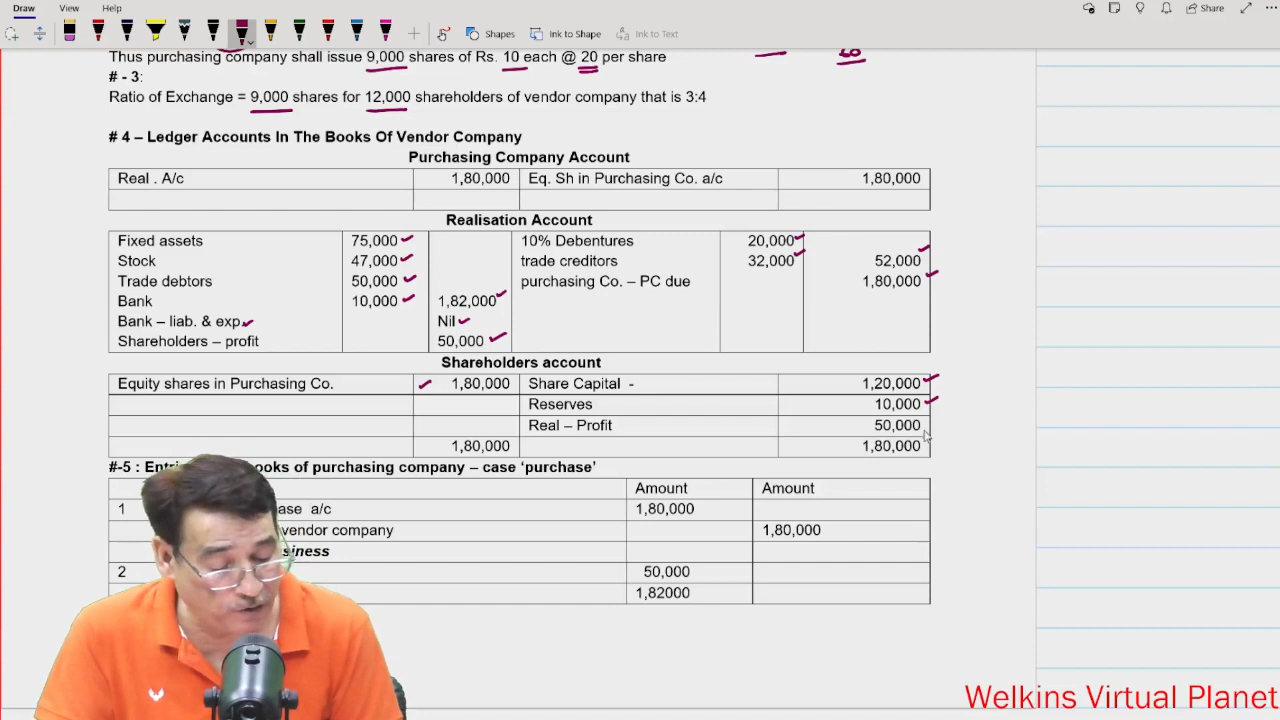 Draw View Help Share
Shapes Ink to Shape Ink to Text
Thus purchasing company shall issue 9,000 shares of Rs. 10 each @ 20 per share
# - 3:
Ratio of Exchange = 9,000 shares for 12,000 shareholders of vendor company that is 3:4
# 4 – Ledger Accounts In The Books Of Vendor Company
Purchasing Company Account
Real . A/c 1,80,000 Eq. Sh in Purchasing Co. a/c 1,80,000
Realisation Account
Fixed assets 75,000 10% Debentures 20,000
Stock 47,000 trade creditors 32,000 52,000
Trade debtors 50,000 purchasing Co. – PC due 1,80,000
Bank 10,000 1,82,000
Bank – liab. & exp. Nil
Shareholders – profit 50,000
Shareholders account
Equity shares in Purchasing Co. 1,80,000 Share Capital - 1,20,000
Reserves 10,000
Real – Profit 50,000
1,80,000 1,80,000
#-5 : of purchasing company – case ‘purchase’
Amount Amount
1 a/c 1,80,000
vendor company 1,80,000
2 50,000
1,82000
Welkins Virtual Planet